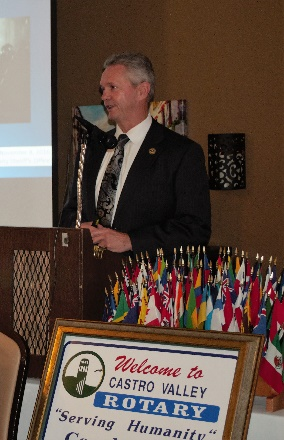 Welcome to
CASTRO VALLEY
ROTARY
"Serving Humanity"